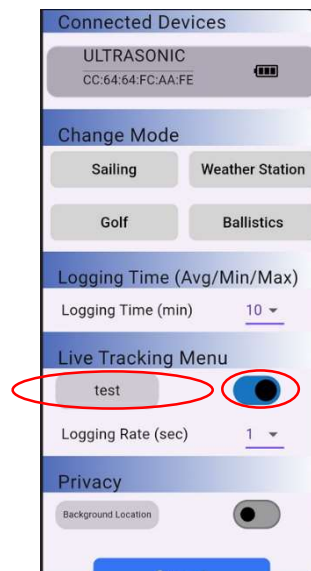 Connected Devices
ULTRASONIC
CC:64:64:FC:AA:FE
Change Mode
Sailing Weather Station
Golf Ballistics
Logging Time (Avg/Min/Max)
Logging Time (min) 10
Live Tracking Menu
test
Logging Rate (sec) 1
Privacy
Background Location